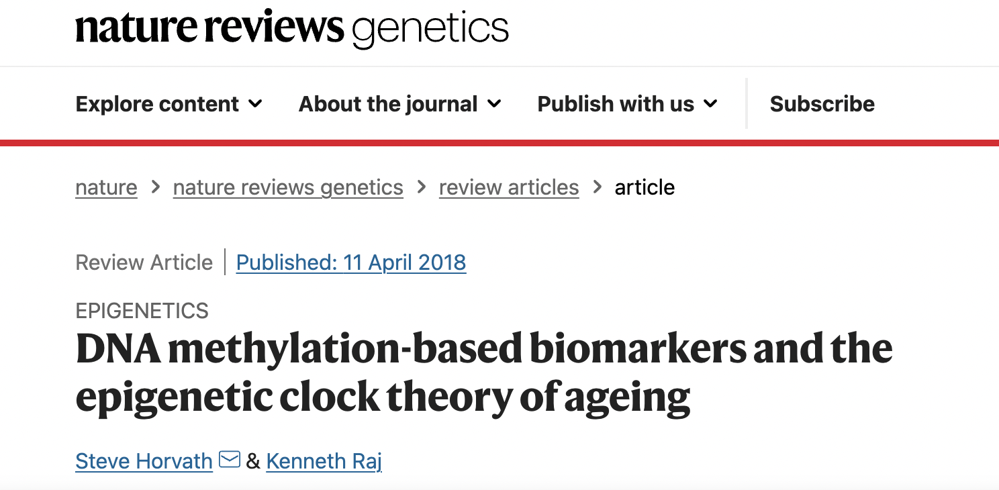 nature reviews genetics
Explore content About the journal Publish with us Subscribe
nature > nature reviews genetics > review articles > article
Review Article | Published: 11 April 2018
EPIGENETICS
DNA methylation-based biomarkers and the
epigenetic clock theory of ageing
Steve Horvath & Kenneth Raj